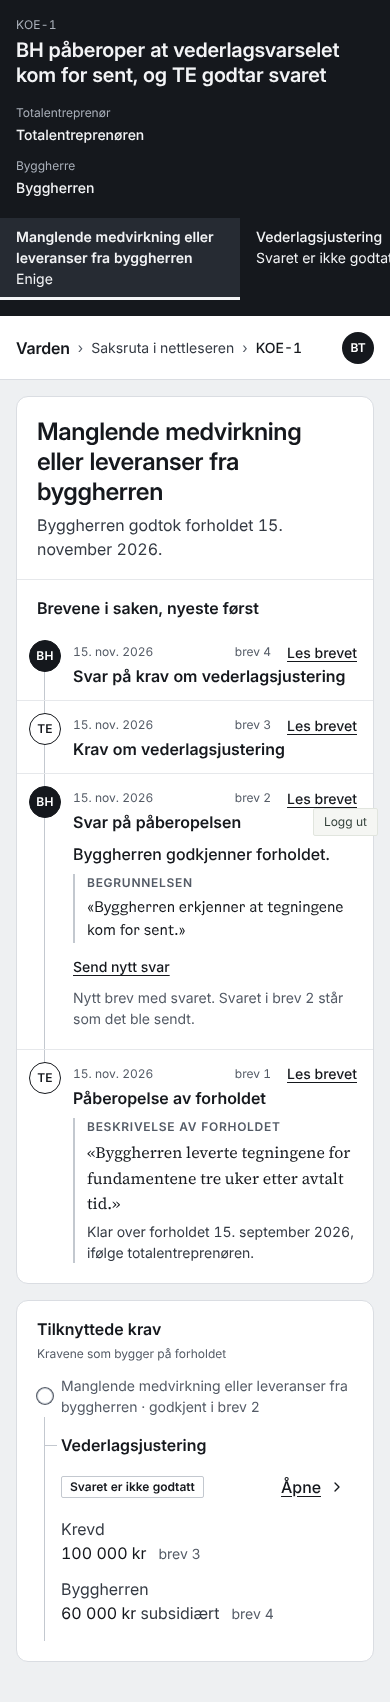 KOE-1
BH påberoper at vederlagsvarselet
kom for sent, og TE godtar svaret
Totalentreprenør
Totalentreprenøren
Byggherre
Byggherren
Manglende medvirkning eller
leveranser fra byggherren
Enige
Vederlagsjustering
Svaret er ikke godtat
Varden › Saksruta i nettleseren › KOE-1
BT
Manglende medvirkning
eller leveranser fra
byggherren
Byggherren godtok forholdet 15.
november 2026.
Brevene i saken, nyeste først
BH 15. nov. 2026 brev 4 Les brevet
Svar på krav om vederlagsjustering
TE 15. nov. 2026 brev 3 Les brevet
Krav om vederlagsjustering
BH 15. nov. 2026 brev 2 Les brevet
Svar på påberopelsen
Logg ut
Byggherren godkjenner forholdet.
BEGRUNNELSEN
«Byggherren erkjenner at tegningene
kom for sent.»
Send nytt svar
Nytt brev med svaret. Svaret i brev 2 står
som det ble sendt.
TE 15. nov. 2026 brev 1 Les brevet
Påberopelse av forholdet
BESKRIVELSE AV FORHOLDET
«Byggherren leverte tegningene for
fundamentene tre uker etter avtalt
tid.»
Klar over forholdet 15. september 2026,
ifølge totalentreprenøren.
Tilknyttede krav
Kravene som bygger på forholdet
Manglende medvirkning eller leveranser fra
byggherren · godkjent i brev 2
Vederlagsjustering
Svaret er ikke godtatt Åpne ›
Krevd
100 000 kr brev 3
Byggherren
60 000 kr subsidiært brev 4